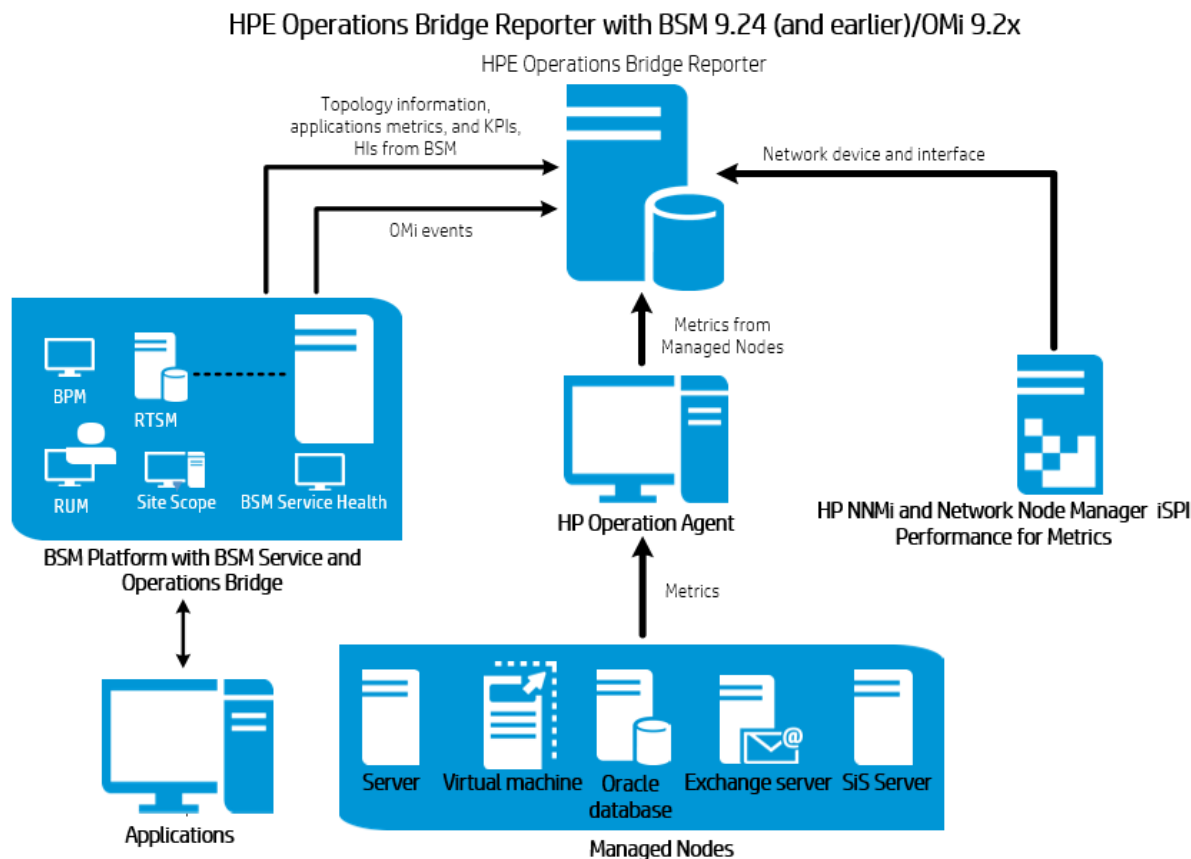 HPE Operations Bridge Reporter with BSM 9.24 (and earlier)/OMi 9.2x
HPE Operations Bridge Reporter
Topology information,
applications metrics, and KPIs,
HIs from BSM
Network device and interface
OMi events
Metrics from
Managed Nodes
BPM
RTSM
RUM
Site Scope
BSM Service Health
BSM Platform with BSM Service and
Operations Bridge
HP Operation Agent
HP NNMi and Network Node Manager iSPI
Performance for Metrics
Metrics
Applications
Server
Virtual machine
Oracle
database
@
Exchange server
SiS Server
Managed Nodes